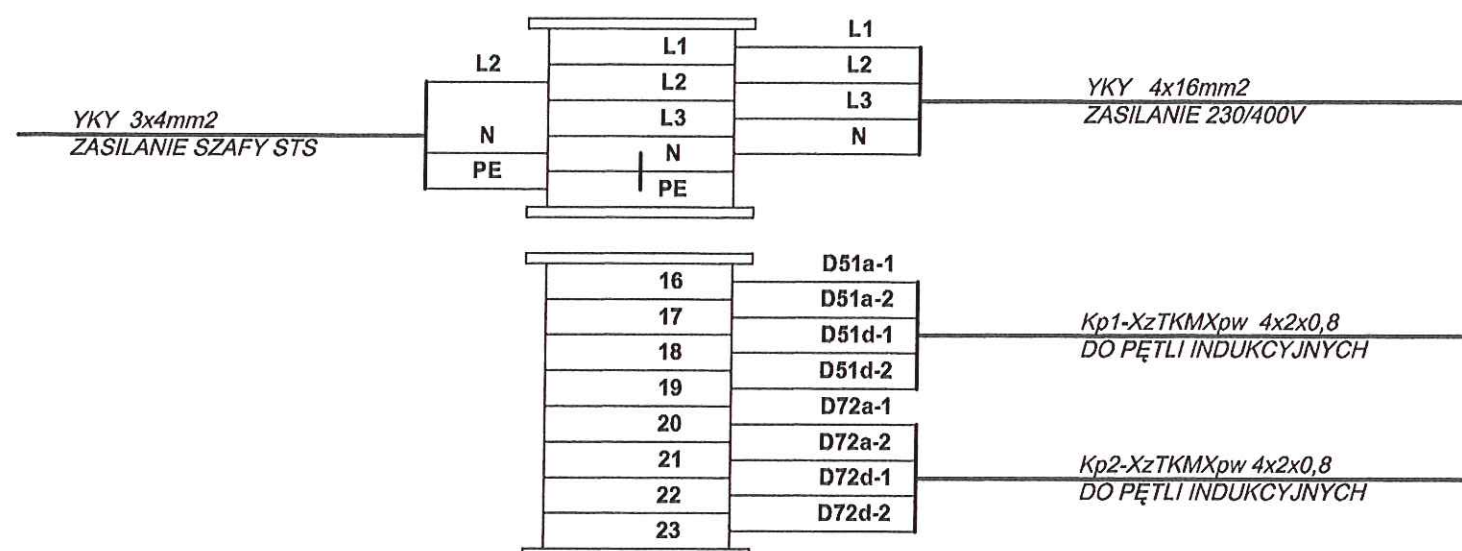 L1
L1
L2
L2
L2
YKY 4x16mm2
L3
L3
ZASILANIE 230/400V
YKY 3x4mm2
N
N
N
ZASILANIE SZAFY STS
PE
PE
D51a-1
16
D51a-2
17
D51d-1
Kp1-XzTKMXpw 4x2x0,8
18
D51d-2
DO PĘTLI INDUKCYJNYCH
19
D72a-1
20
D72a-2
21
D72d-1
Kp2-XzTKMXpw 4x2x0,8
22
D72d-2
DO PĘTLI INDUKCYJNYCH
23